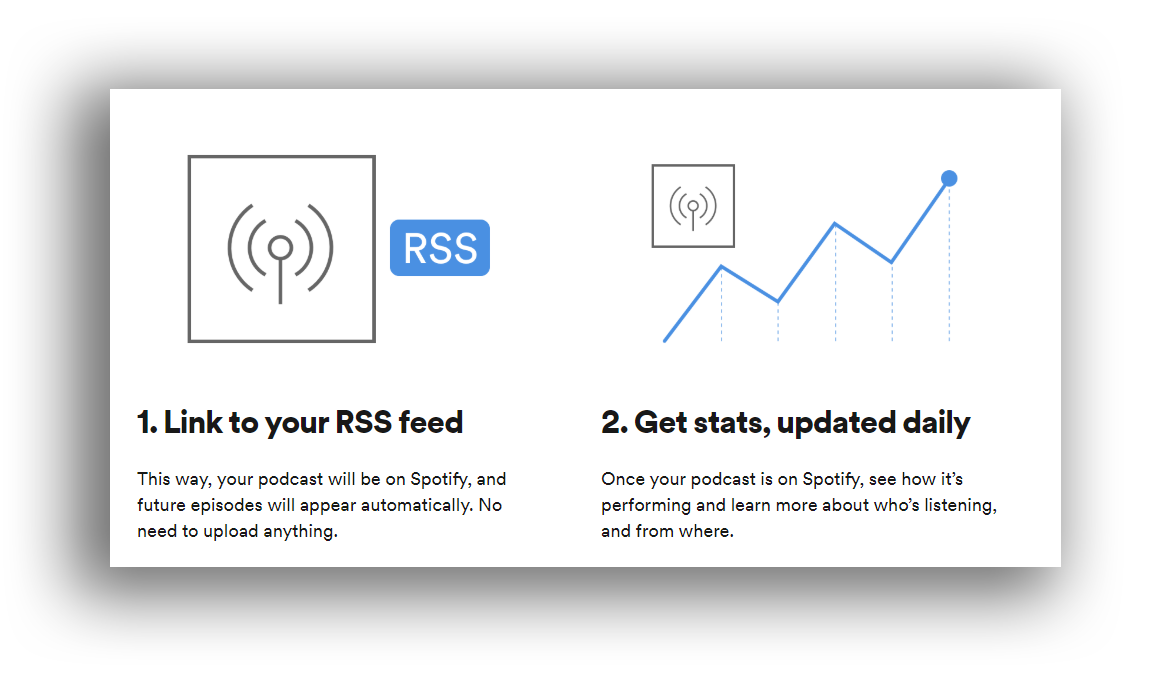 RSS
1. Link to your RSS feed
This way, your podcast will be on Spotify, and
future episodes will appear automatically. No
need to upload anything.
2. Get stats, updated daily
Once your podcast is on Spotify, see how it’s
performing and learn more about who’s listening,
and from where.